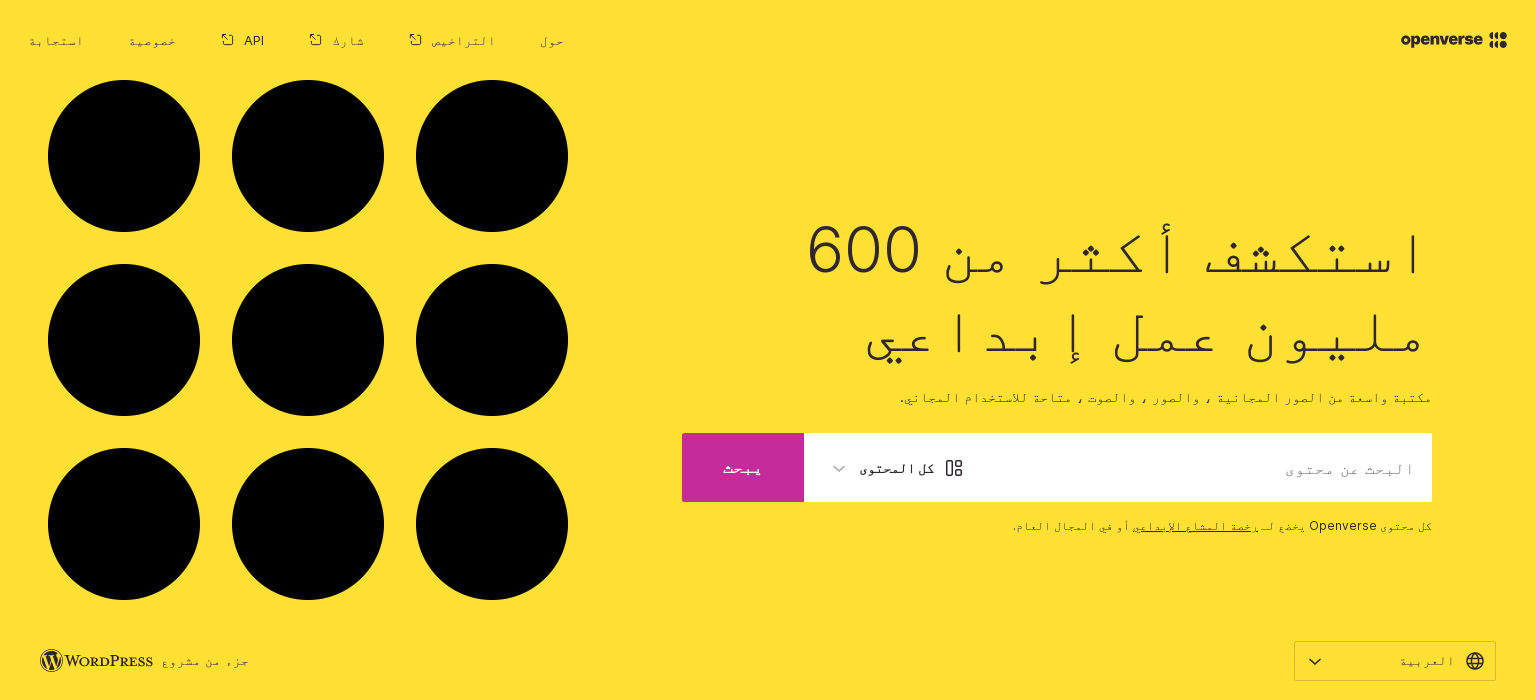 openverse
حول
التراخيص
شارك
API
خصوصية
استجابة
استكشف أكثر من 600
مليون عمل إبداعي
مكتبة واسعة من الصور المجانية ، والصور ، والصوت ، متاحة للاستخدام المجاني.
البحث عن محتوى
كل المحتوى
يبحث
كل محتوى Openverse يخضع لـ رخصة المشاع الإبداعي أو في المجال العام.
العربية
جزء من مشروع WORDPRESS